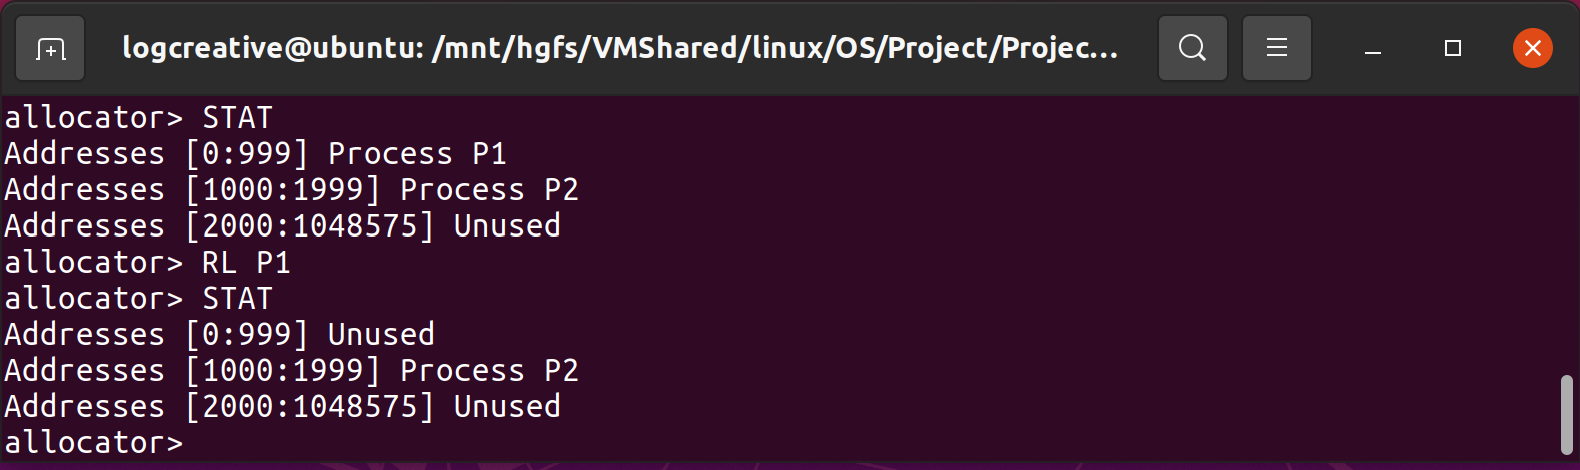 logcreative@ubuntu: /mnt/hgfs/VMShared/linux/OS/Project/Projec...
allocator> STAT
Addresses [0:999] Process P1
Addresses [1000:1999] Process P2
Addresses [2000:1048575] Unused
allocator> RL P1
allocator> STAT
Addresses [0:999] Unused
Addresses [1000:1999] Process P2
Addresses [2000:1048575] Unused
allocator>